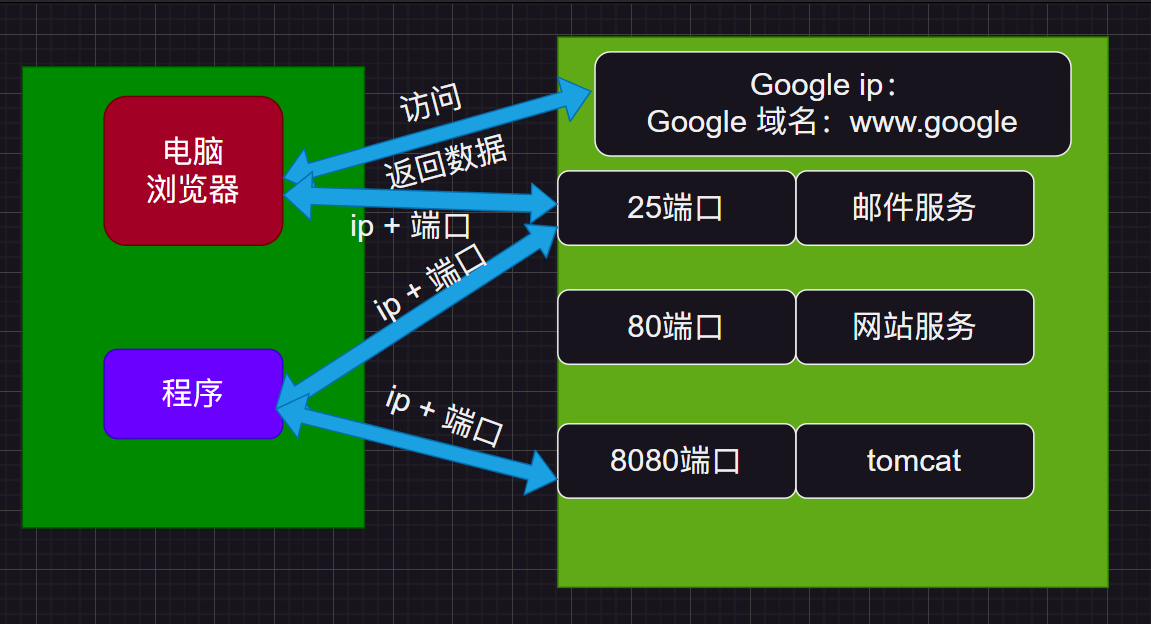 电脑
浏览器
程序
访问
返回数据
ip + 端口
ip + 端口
ip + 端口
Google ip：
Google 域名：www.google
25端口
邮件服务
80端口
网站服务
8080端口
tomcat